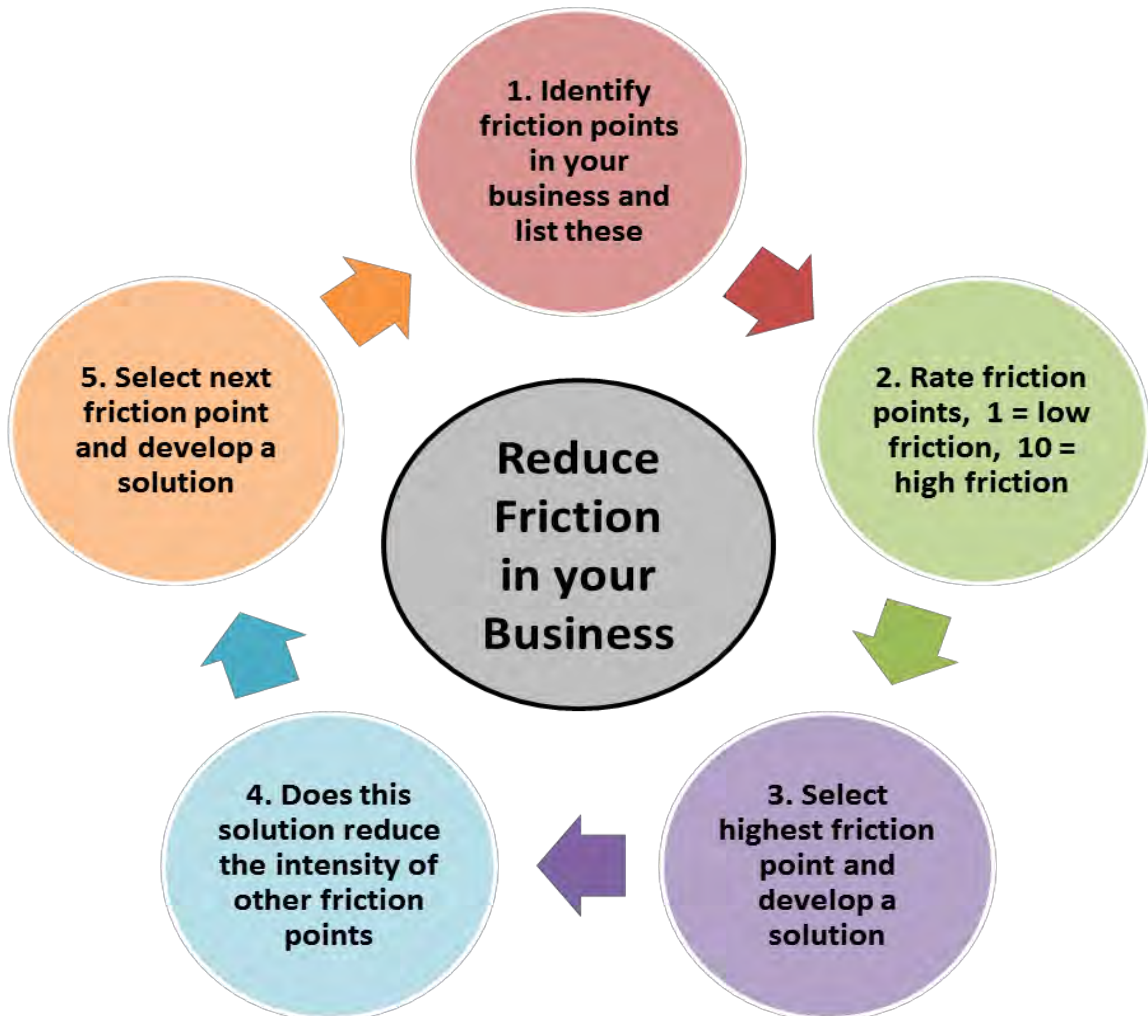 1. Identify
friction points
in your
business and
list these
2. Rate friction
points, 1 = low
friction, 10 =
high friction
3. Select
highest friction
point and
develop a
solution
4. Does this
solution reduce
the intensity of
other friction
points
5. Select next
friction point
and develop a
solution
Reduce
Friction
in your
Business